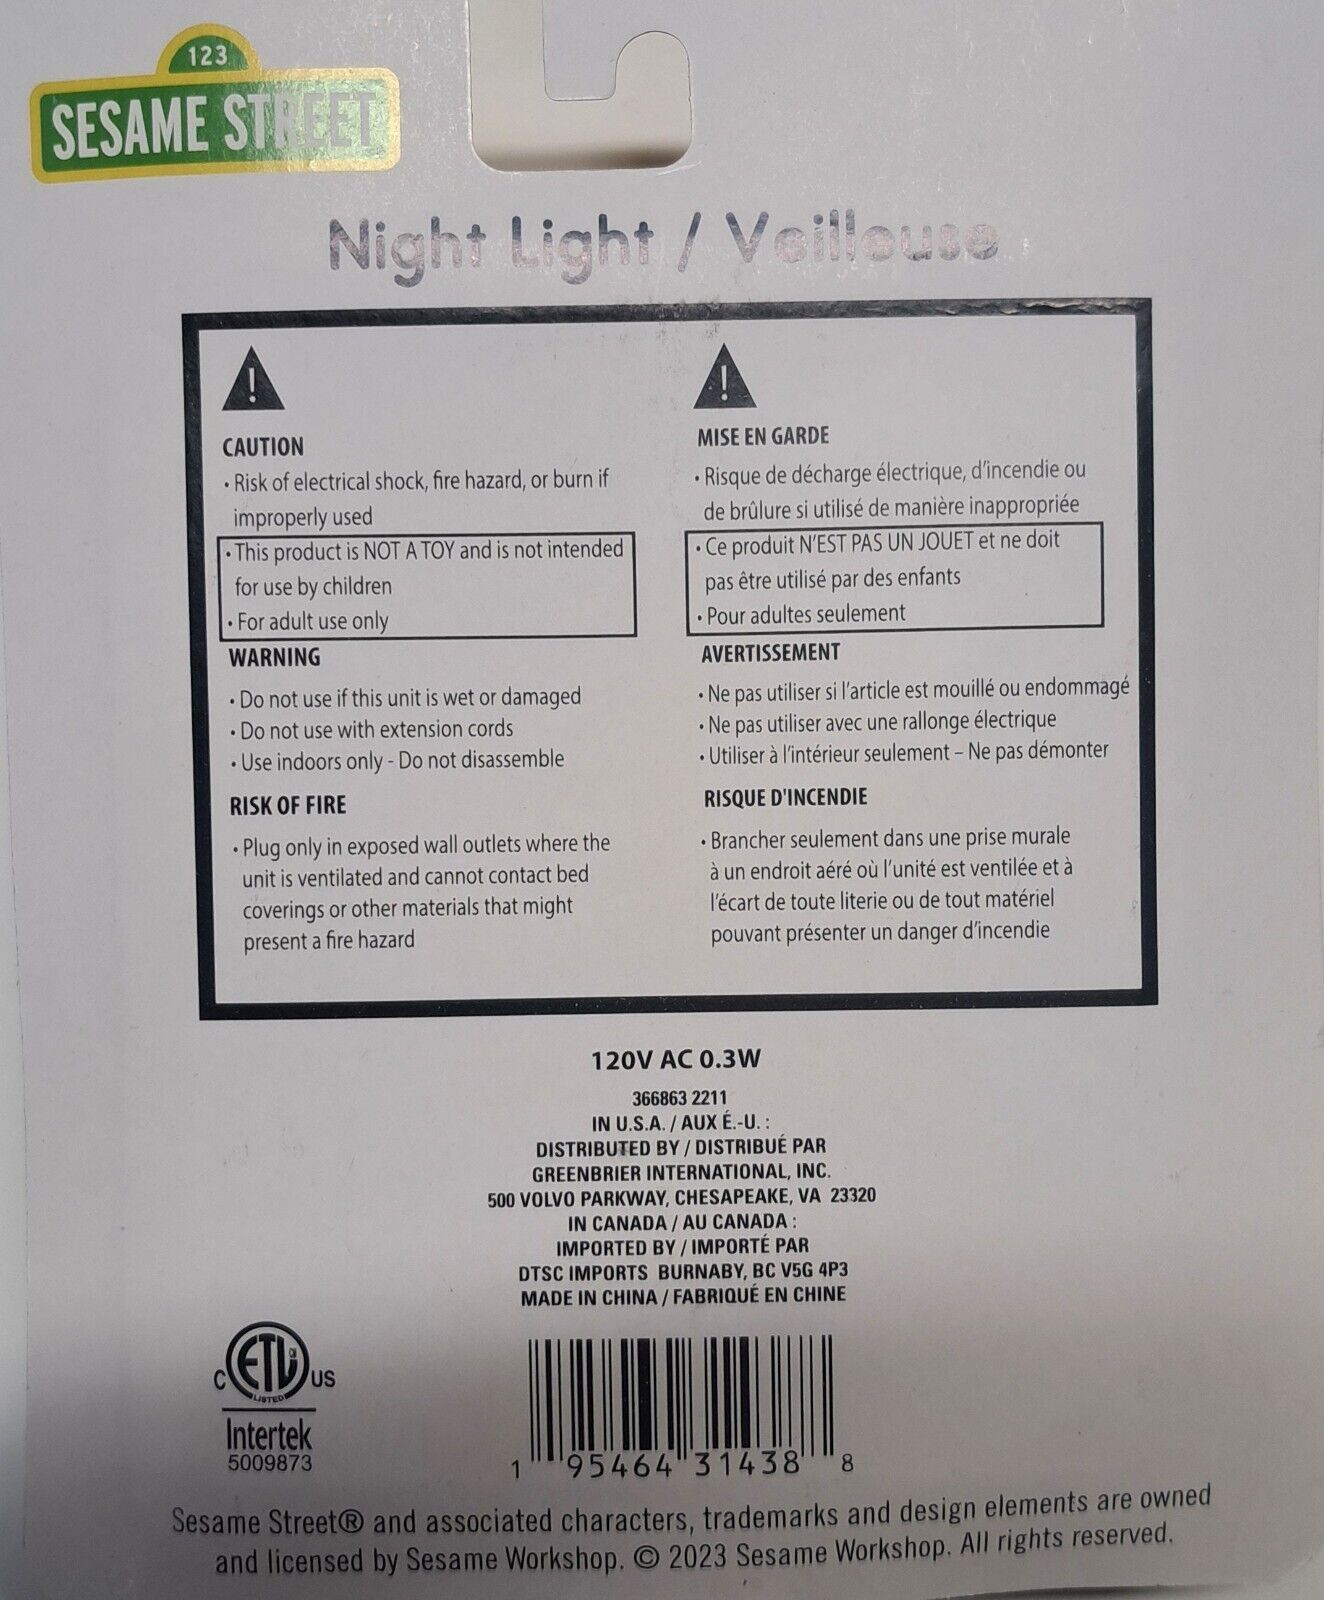 123
SESAME STREET
Night Light / Veilleuse
!
CAUTION
• Risk of electrical shock, fire hazard, or burn if
improperly used
• This product is NOT A TOY and is not intended
for use by children
• For adult use only
WARNING
• Do not use if this unit is wet or damaged
• Do not use with extension cords
• Use indoors only - Do not disassemble
RISK OF FIRE
• Plug only in exposed wall outlets where the
unit is ventilated and cannot contact bed
coverings or other materials that might
present a fire hazard
!
MISE EN GARDE
• Risque de décharge électrique, d'incendie ou
de brûlure si utilisé de manière inappropriée
• Ce produit N'EST PAS UN JOUET et ne doit
pas être utilisé par des enfants
• Pour adultes seulement
AVERTISSEMENT
• Ne pas utiliser si l'article est mouillé ou endommagé
• Ne pas utiliser avec une rallonge électrique
• Utiliser à l'intérieur seulement – Ne pas démonter
RISQUE D'INCENDIE
• Brancher seulement dans une prise murale
à un endroit aéré où l'unité est ventilée et à
l'écart de toute literie ou de tout matériel
pouvant présenter un danger d'incendie
120V AC 0.3W
366863 2211
IN U.S.A. / AUX É.-U. :
DISTRIBUTED BY / DISTRIBUÉ PAR
GREENBRIER INTERNATIONAL, INC.
500 VOLVO PARKWAY, CHESAPEAKE, VA 23320
IN CANADA / AU CANADA :
IMPORTED BY / IMPORTÉ PAR
DTSC IMPORTS BURNABY, BC V5G 4P3
MADE IN CHINA / FABRIQUÉ EN CHINE
C ETL US
LISTED
Intertek
5009873
1 95464 31438 8
Sesame Street® and associated characters, trademarks and design elements are owned
and licensed by Sesame Workshop. © 2023 Sesame Workshop. All rights reserved.